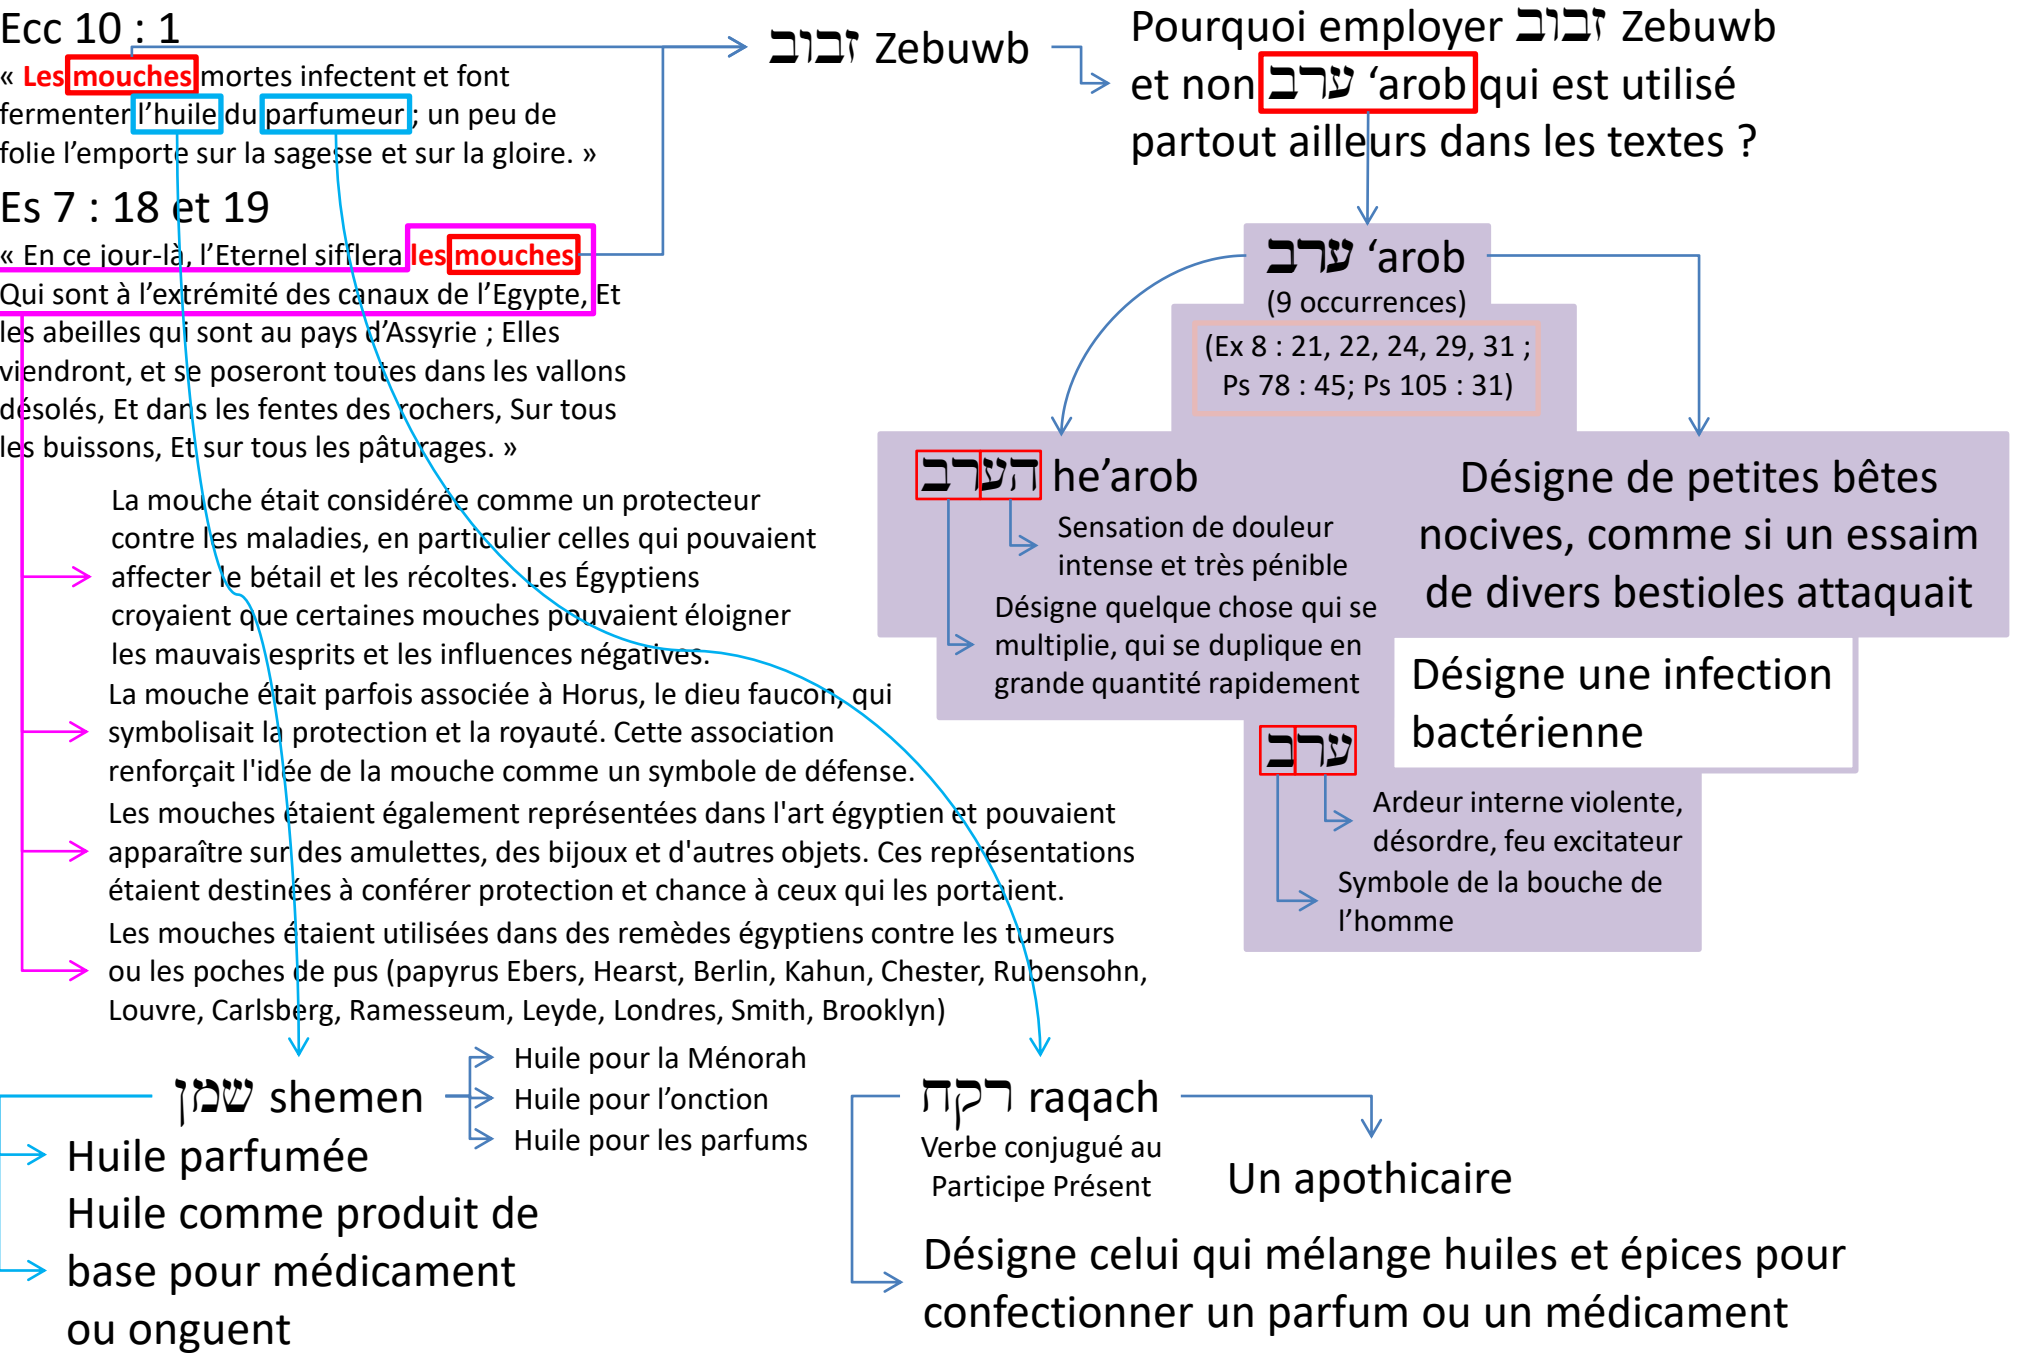 Ecc 10 : 1
« Les mouches mortes infectent et font
fermenter l’huile du parfumeur ; un peu de
folie l’emporte sur la sagesse et sur la gloire. »
Es 7 : 18 et 19
« En ce jour-là, l’Eternel sifflera les mouches
Qui sont à l’extrémité des canaux de l’Egypte, Et
les abeilles qui sont au pays d’Assyrie ; Elles
viendront, et se poseront toutes dans les vallons
désolés, Et dans les fentes des rochers, Sur tous
les buissons, Et sur tous les pâturages. »
La mouche était considérée comme un protecteur
contre les maladies, en particulier celles qui pouvaient
affecter le bétail et les récoltes. Les Égyptiens
croyaient que certaines mouches pouvaient éloigner
les mauvais esprits et les influences négatives.
La mouche était parfois associée à Horus, le dieu faucon, qui
symbolisait la protection et la royauté. Cette association
renforçait l'idée de la mouche comme un symbole de défense.
Les mouches étaient également représentées dans l'art égyptien et pouvaient
apparaître sur des amulettes, des bijoux et d'autres objets. Ces représentations
étaient destinées à conférer protection et chance à ceux qui les portaient.
Les mouches étaient utilisées dans des remèdes égyptiens contre les tumeurs
ou les poches de pus (papyrus Ebers, Hearst, Berlin, Kahun, Chester, Rubensohn,
Louvre, Carlsberg, Ramesseum, Leyde, Londres, Smith, Brooklyn)
זבוב Zebuwb
Pourquoi employer זבוב Zebuwb
et non ערב ‘arob qui est utilisé
partout ailleurs dans les textes ?
ערב ‘arob
(9 occurrences)
(Ex 8 : 21, 22, 24, 29, 31 ;
Ps 78 : 45; Ps 105 : 31)
הערב he’arob
Sensation de douleur
intense et très pénible
Désigne quelque chose qui se
multiplie, qui se duplique en
grande quantité rapidement
Désigne de petites bêtes
nocives, comme si un essaim
de divers bestioles attaquait
Désigne une infection
bactérienne
ערב
Ardeur interne violente,
désordre, feu excitateur
Symbole de la bouche de
l’homme
שמן shemen
Huile pour la Ménorah
Huile pour l’onction
Huile pour les parfums
Huile parfumée
Huile comme produit de
base pour médicament
ou onguent
רקח raqach
Verbe conjugué au
Participe Présent
Un apothicaire
Désigne celui qui mélange huiles et épices pour
confectionner un parfum ou un médicament